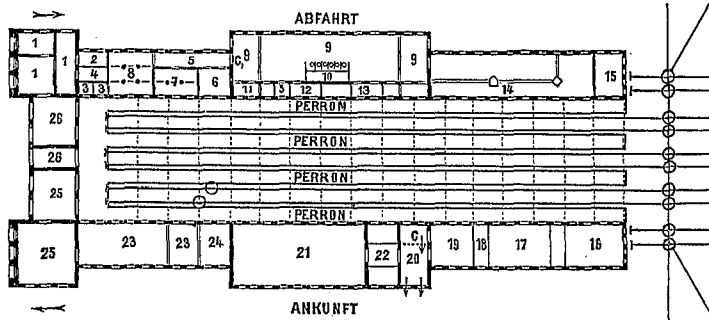 ABFAHRT
1 1 1 2 4 3 3 8 5 7 6
C, 9 9 10 9 11 3 12 13 14 15
PERRON
PERRON
PERRON
PERRON
26
26
25
25 23 23 24 21 22 C 20 19 18 17 16
ANKUNFT